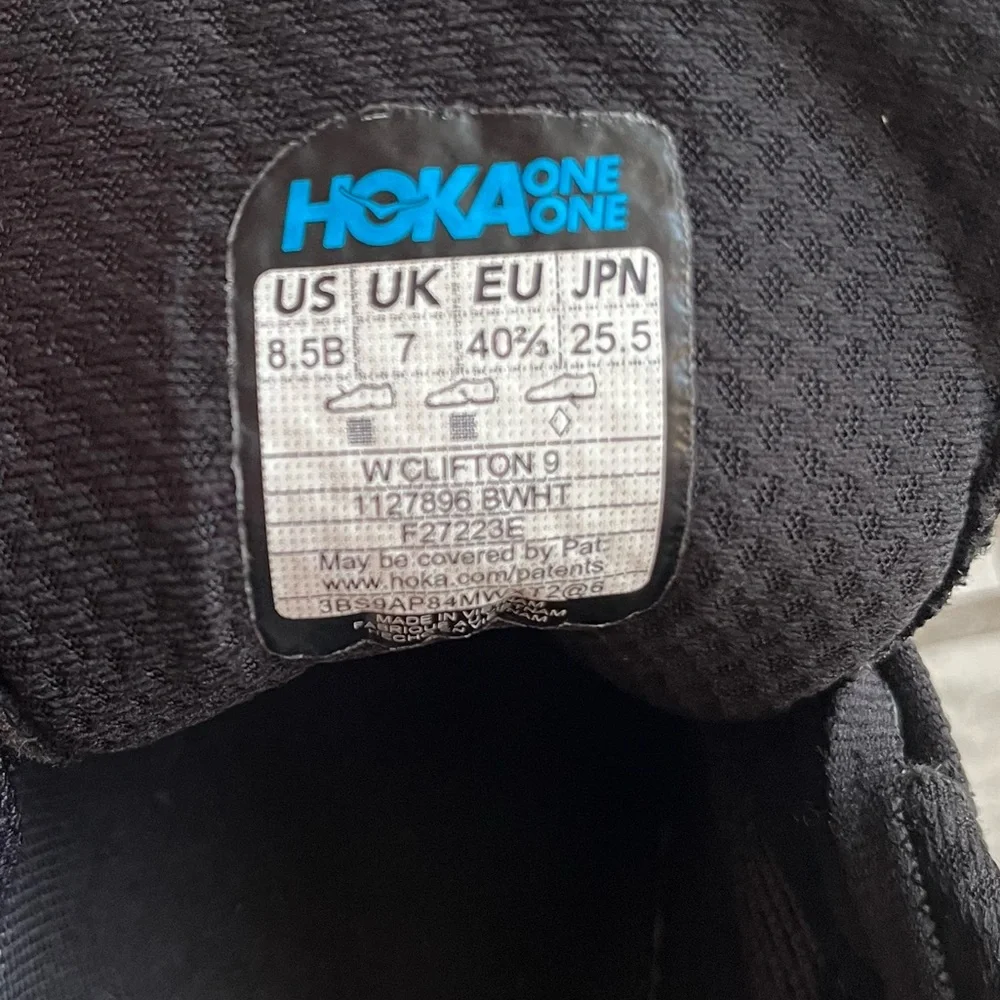 HOKA ONE ONE
US UK EU JPN
8.5B 7 40⅔ 25.5
W CLIFTON 9
1127896 BWHT
F27223E
May be covered by Pat.
www.hoka.com/patents
MADE IN VIETNAM